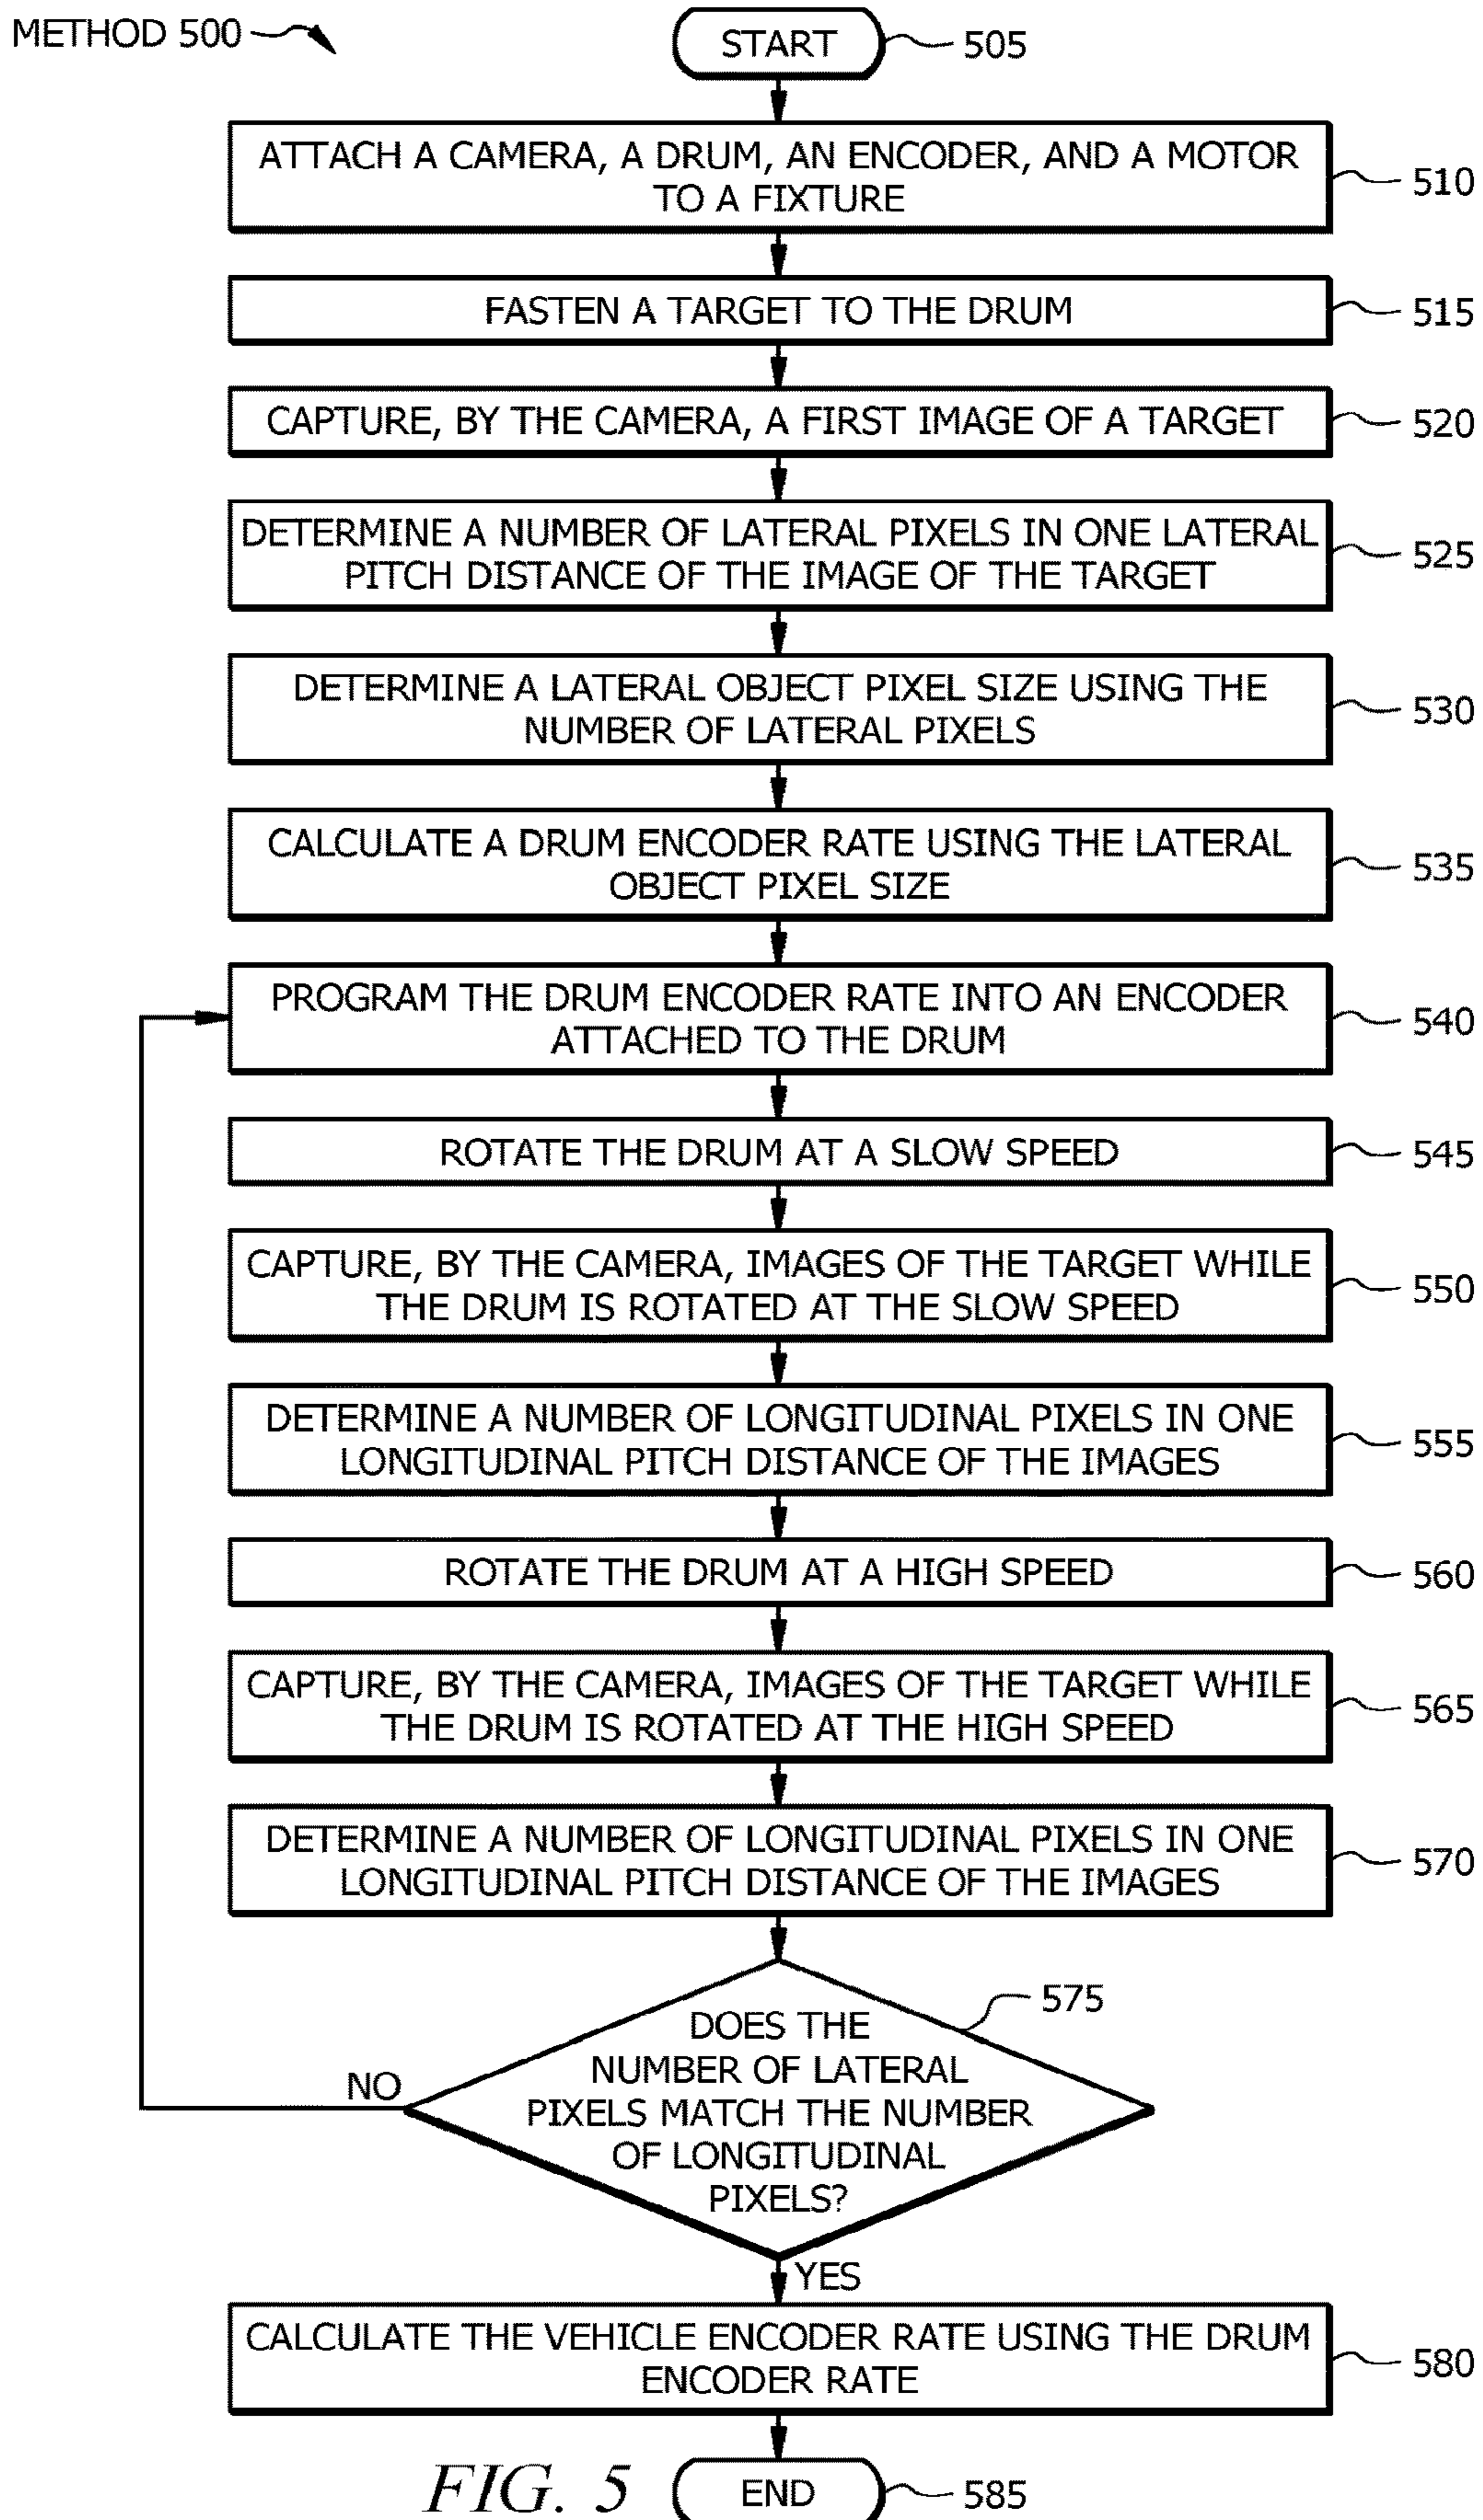 METHOD 500
START
505
ATTACH A CAMERA, A DRUM, AN ENCODER, AND A MOTOR
TO A FIXTURE
510
FASTEN A TARGET TO THE DRUM
515
CAPTURE, BY THE CAMERA, A FIRST IMAGE OF A TARGET
520
DETERMINE A NUMBER OF LATERAL PIXELS IN ONE LATERAL
PITCH DISTANCE OF THE IMAGE OF THE TARGET
525
DETERMINE A LATERAL OBJECT PIXEL SIZE USING THE
NUMBER OF LATERAL PIXELS
530
CALCULATE A DRUM ENCODER RATE USING THE LATERAL
OBJECT PIXEL SIZE
535
PROGRAM THE DRUM ENCODER RATE INTO AN ENCODER
ATTACHED TO THE DRUM
540
ROTATE THE DRUM AT A SLOW SPEED
545
CAPTURE, BY THE CAMERA, IMAGES OF THE TARGET WHILE
THE DRUM IS ROTATED AT THE SLOW SPEED
550
DETERMINE A NUMBER OF LONGITUDINAL PIXELS IN ONE
LONGITUDINAL PITCH DISTANCE OF THE IMAGES
555
ROTATE THE DRUM AT A HIGH SPEED
560
CAPTURE, BY THE CAMERA, IMAGES OF THE TARGET WHILE
THE DRUM IS ROTATED AT THE HIGH SPEED
565
DETERMINE A NUMBER OF LONGITUDINAL PIXELS IN ONE
LONGITUDINAL PITCH DISTANCE OF THE IMAGES
570
575
DOES THE
NUMBER OF LATERAL
PIXELS MATCH THE NUMBER
OF LONGITUDINAL
PIXELS?
NO
YES
CALCULATE THE VEHICLE ENCODER RATE USING THE DRUM
ENCODER RATE
580
FIG. 5
END
585